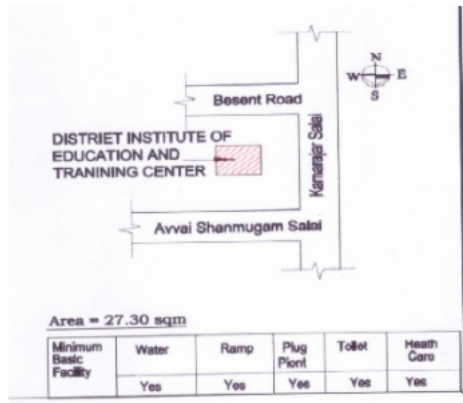 N
W E
S
Besent Road
Kamarajar Salai
DISTRIET INSTITUTE OF
EDUCATION AND
TRANINING CENTER
Avvai Shanmugam Salai
Area = 27.30 sqm
Minimum Basic Facility Water Ramp Plug Piont Toilet Heath Care
Yes Yes Yes Yes Yes